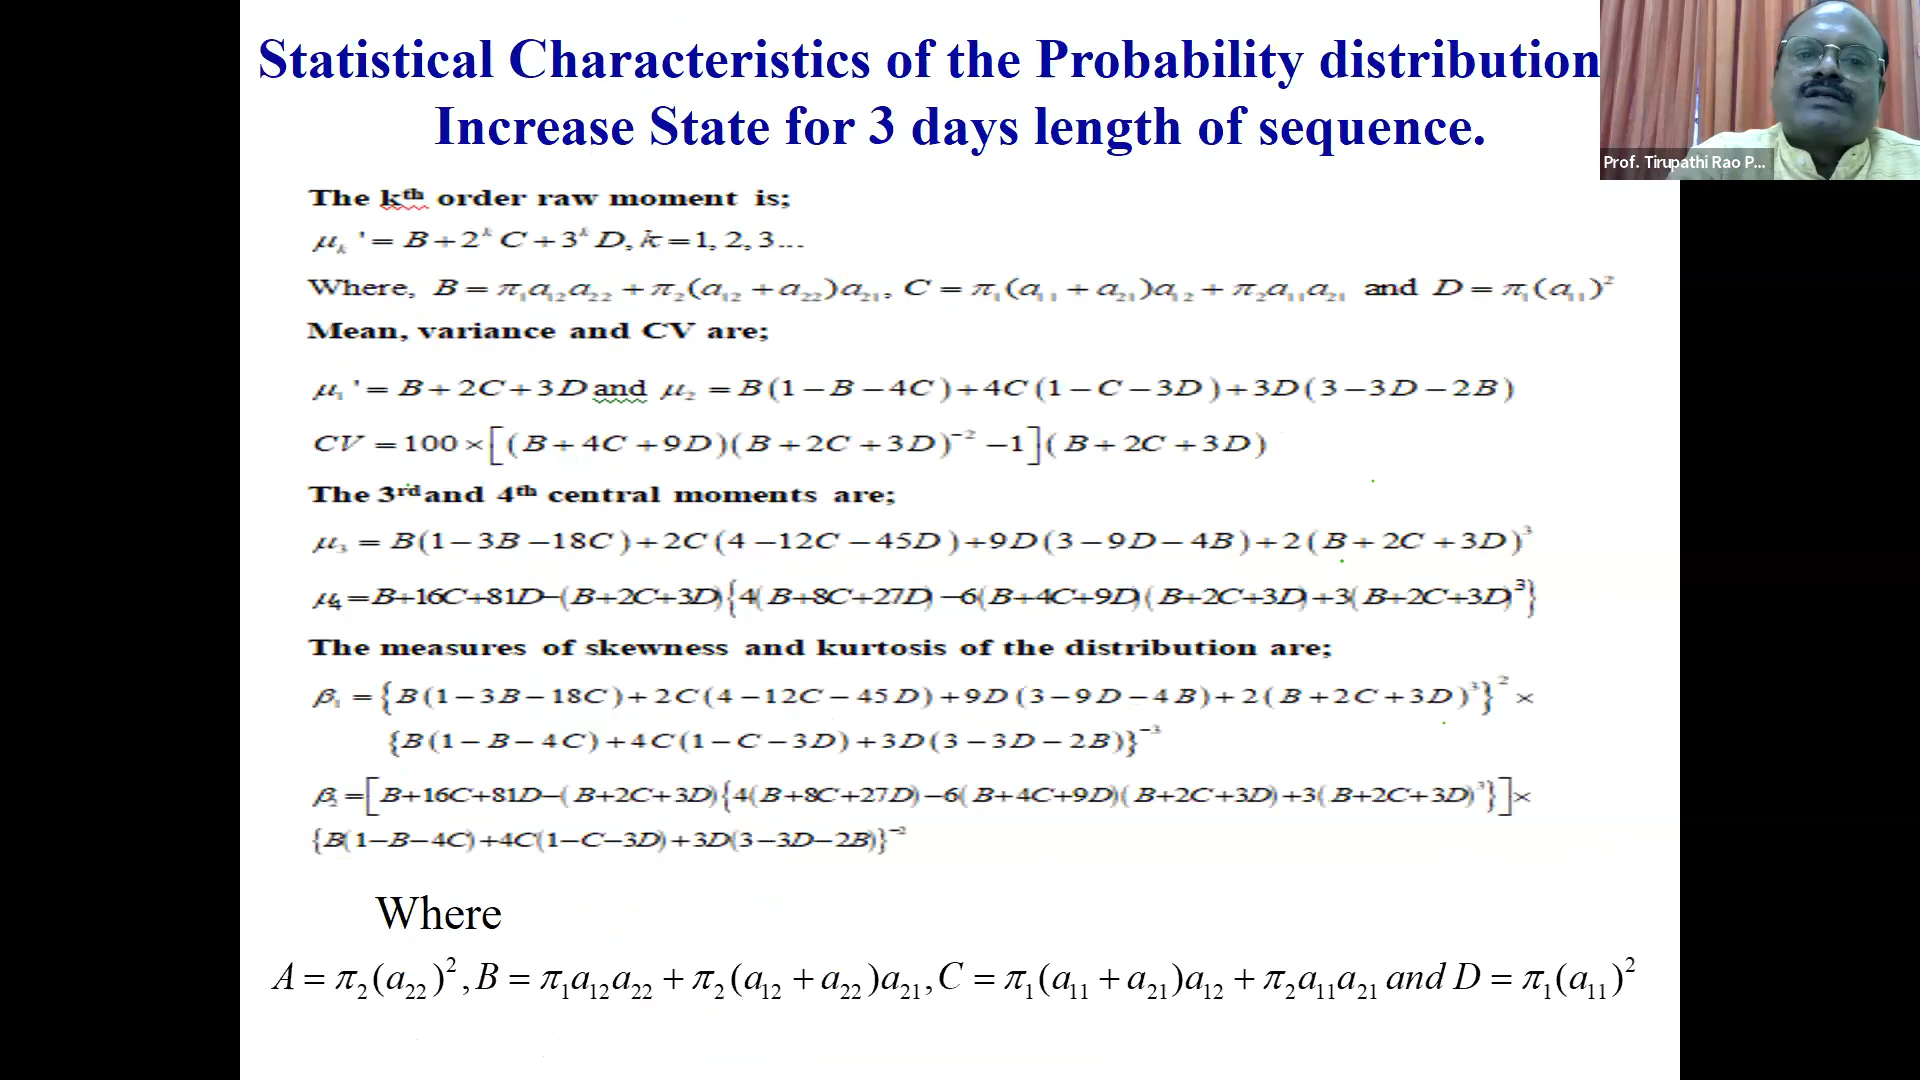 Statistical Characteristics of the Probability distribution
Increase State for 3 days length of sequence.
Prof. Tirupathi Rao P...
The kth order raw moment is;
μₖ '= B+2ᵏ C+3ᵏ D, k=1, 2, 3...
Where, B = π₁a₁₂a₂₂ + π₂(a₁₂ + a₂₂)a₂₁, C = π₁(a₁₁ + a₂₁)a₁₂ + π₂a₁₁a₂₁ and D = π₁(a₁₁)²
Mean, variance and CV are;
μ₁ '= B+2C+3D and μ₂ = B(1−B−4C)+4C(1−C−3D)+3D(3−3D−2B)
CV =100×[(B+4C+9D)(B+2C+3D)⁻²−1](B+2C+3D)
The 3rd and 4th central moments are;
μ₃ = B(1−3B−18C)+2C(4−12C−45D)+9D(3−9D−4B)+2(B+2C+3D)³
μ₄=B+16C+81D−(B+2C+3D){4(B+8C+27D)−6(B+4C+9D)(B+2C+3D)+3(B+2C+3D)³}
The measures of skewness and kurtosis of the distribution are;
β₁ = {B(1−3B−18C)+2C(4−12C−45D)+9D(3−9D−4B)+2(B+2C+3D)³}² ×
{B(1−B−4C)+4C(1−C−3D)+3D(3−3D−2B)}⁻³
β₂=[B+16C+81D−(B+2C+3D){4(B+8C+27D)−6(B+4C+9D)(B+2C+3D)+3(B+2C+3D)³}]×
{B(1−B−4C)+4C(1−C−3D)+3D(3−3D−2B)}⁻²
Where
A = π₂(a₂₂)², B = π₁a₁₂a₂₂ + π₂(a₁₂ + a₂₂)a₂₁, C = π₁(a₁₁ + a₂₁)a₁₂ + π₂a₁₁a₂₁ and D = π₁(a₁₁)²